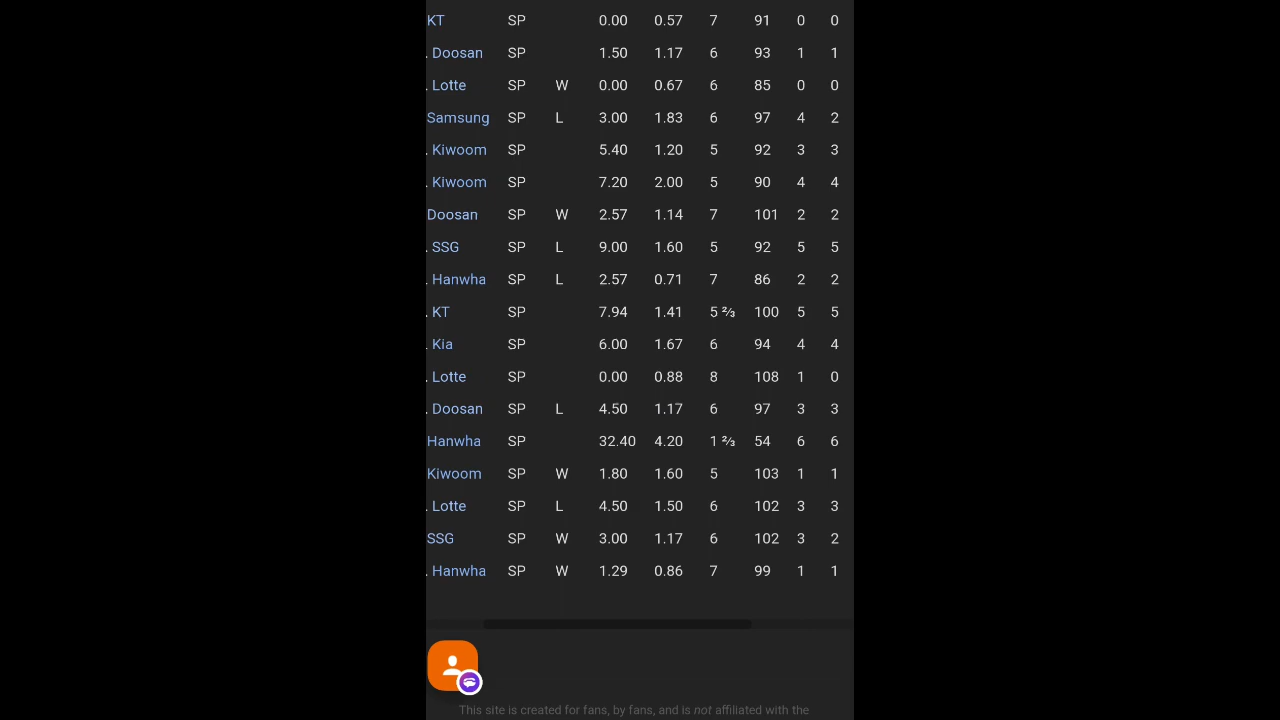 KT SP 0.00 0.57 7 91 0 0
. Doosan SP 1.50 1.17 6 93 1 1
. Lotte SP W 0.00 0.67 6 85 0 0
Samsung SP L 3.00 1.83 6 97 4 2
. Kiwoom SP 5.40 1.20 5 92 3 3
. Kiwoom SP 7.20 2.00 5 90 4 4
Doosan SP W 2.57 1.14 7 101 2 2
. SSG SP L 9.00 1.60 5 92 5 5
. Hanwha SP L 2.57 0.71 7 86 2 2
. KT SP 7.94 1.41 5 ⅔ 100 5 5
. Kia SP 6.00 1.67 6 94 4 4
. Lotte SP 0.00 0.88 8 108 1 0
. Doosan SP L 4.50 1.17 6 97 3 3
Hanwha SP 32.40 4.20 1 ⅔ 54 6 6
Kiwoom SP W 1.80 1.60 5 103 1 1
. Lotte SP L 4.50 1.50 6 102 3 3
SSG SP W 3.00 1.17 6 102 3 2
. Hanwha SP W 1.29 0.86 7 99 1 1
This site is created for fans, by fans, and is not affiliated with the